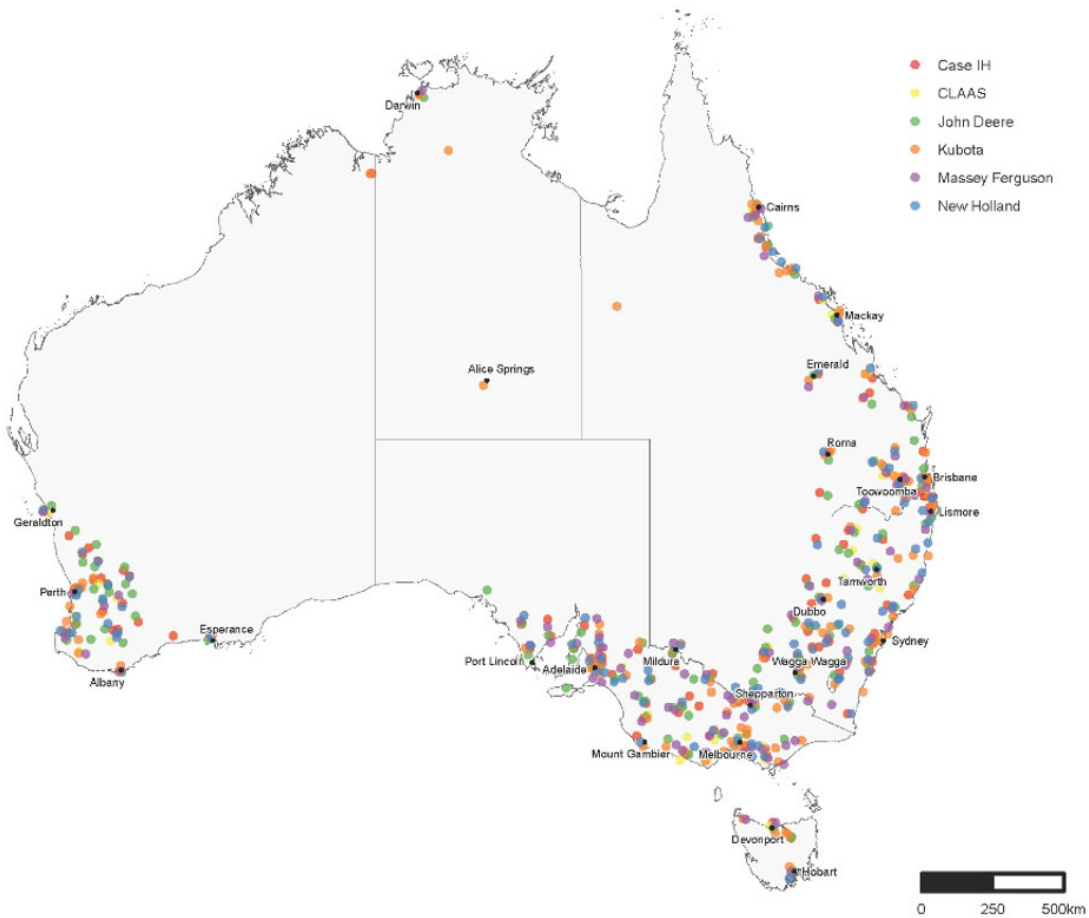 Case IH
CLAAS
John Deere
Kubota
Massey Ferguson
New Holland
Darwin
Cairns
Mackay
Emerald
Alice Springs
Roma
Brisbane
Toowoomba
Lismore
Geraldton
Tamworth
Perth
Dubbo
Esperance
Sydney
Port Lincoln
Adelaide
Mildura
Wagga Wagga
Albany
Shepparton
Mount Gambier
Melbourne
Devonport
Hobart
0 250 500km